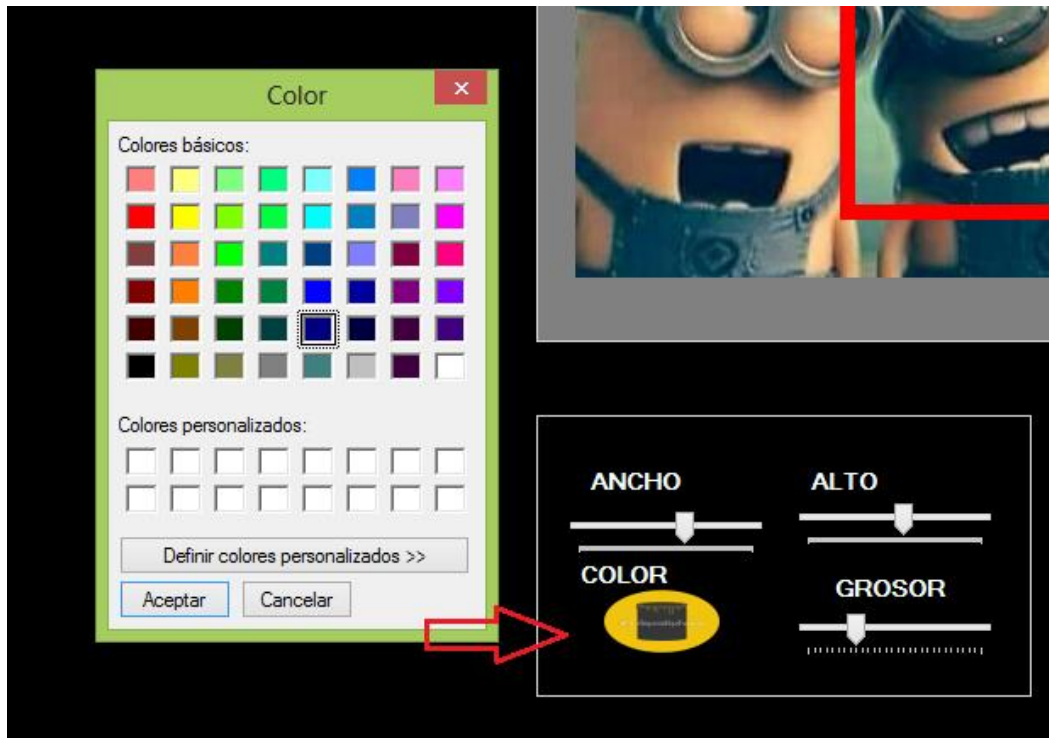 Color
Colores básicos:
Colores personalizados:
Definir colores personalizados >>
Aceptar
Cancelar
ANCHO
ALTO
COLOR
GROSOR